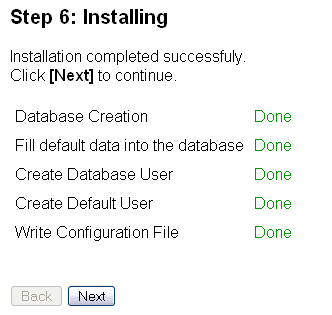 Step 6: Installing
Installation completed successfuly.
Click [Next] to continue.
Database Creation Done
Fill default data into the database Done
Create Database User Done
Create Default User Done
Write Configuration File Done
Back Next